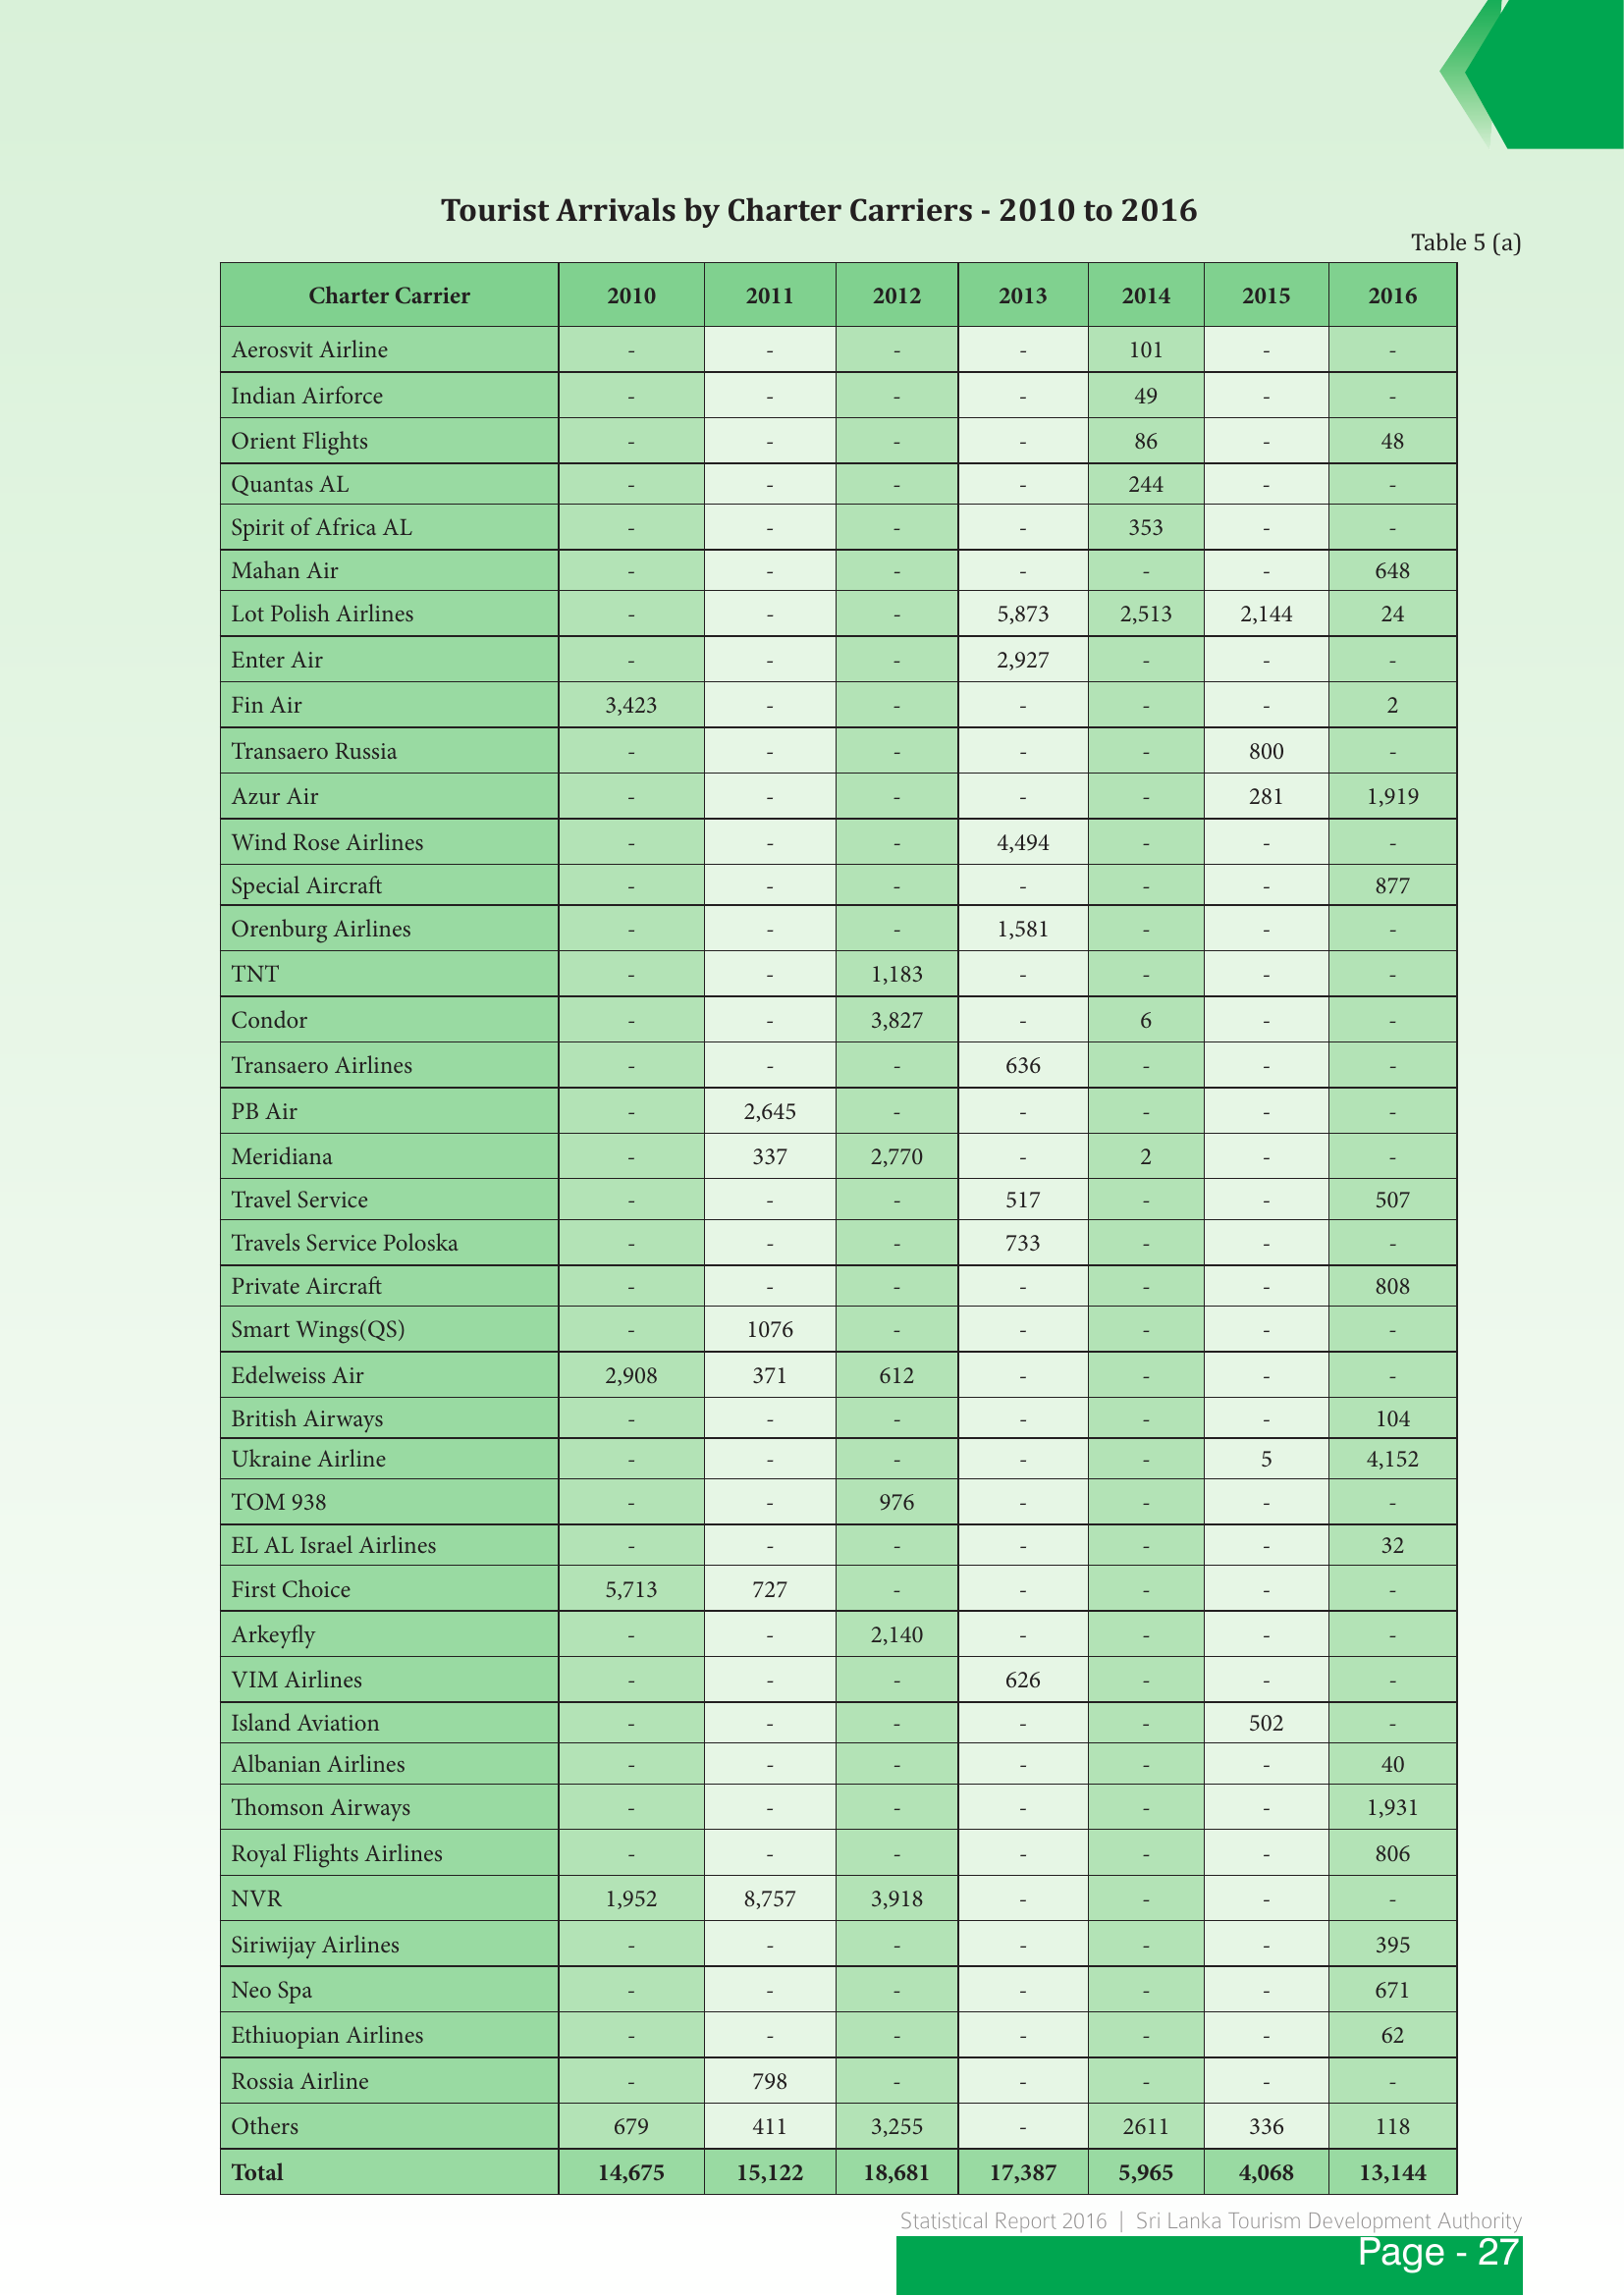 Tourist Arrivals by Charter Carriers - 2010 to 2016
Table 5 (a)
Charter Carrier 2010 2011 2012 2013 2014 2015 2016
Aerosvit Airline - - - - 101 - -
Indian Airforce - - - - 49 - -
Orient Flights - - - - 86 - 48
Quantas AL - - - - 244 - -
Spirit of Africa AL - - - - 353 - -
Mahan Air - - - - - - 648
Lot Polish Airlines - - - 5,873 2,513 2,144 24
Enter Air - - - 2,927 - - -
Fin Air 3,423 - - - - - 2
Transaero Russia - - - - - 800 -
Azur Air - - - - - 281 1,919
Wind Rose Airlines - - - 4,494 - - -
Special Aircraft - - - - - - 877
Orenburg Airlines - - - 1,581 - - -
TNT - - 1,183 - - - -
Condor - - 3,827 - 6 - -
Transaero Airlines - - - 636 - - -
PB Air - 2,645 - - - - -
Meridiana - 337 2,770 - 2 - -
Travel Service - - - 517 - - 507
Travels Service Poloska - - - 733 - - -
Private Aircraft - - - - - - 808
Smart Wings(QS) - 1076 - - - - -
Edelweiss Air 2,908 371 612 - - - -
British Airways - - - - - - 104
Ukraine Airline - - - - - 5 4,152
TOM 938 - - 976 - - - -
EL AL Israel Airlines - - - - - - 32
First Choice 5,713 727 - - - - -
Arkeyfly - - 2,140 - - - -
VIM Airlines - - - 626 - - -
Island Aviation - - - - - 502 -
Albanian Airlines - - - - - - 40
Thomson Airways - - - - - - 1,931
Royal Flights Airlines - - - - - - 806
NVR 1,952 8,757 3,918 - - - -
Siriwijay Airlines - - - - - - 395
Neo Spa - - - - - - 671
Ethiuopian Airlines - - - - - - 62
Rossia Airline - 798 - - - - -
Others 679 411 3,255 - 2611 336 118
Total 14,675 15,122 18,681 17,387 5,965 4,068 13,144
Statistical Report 2016 | Sri Lanka Tourism Development Authority
Page - 27